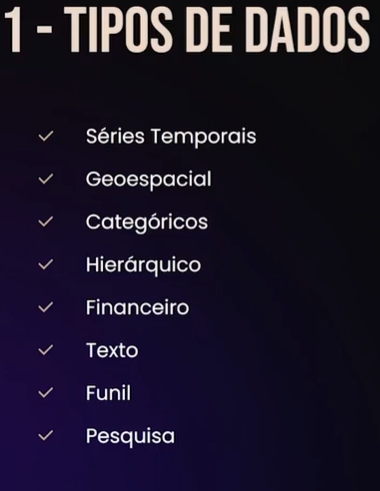 1 - TIPOS DE DADOS
Séries Temporais
Geoespacial
Categóricos
Hierárquico
Financeiro
Texto
Funil
Pesquisa